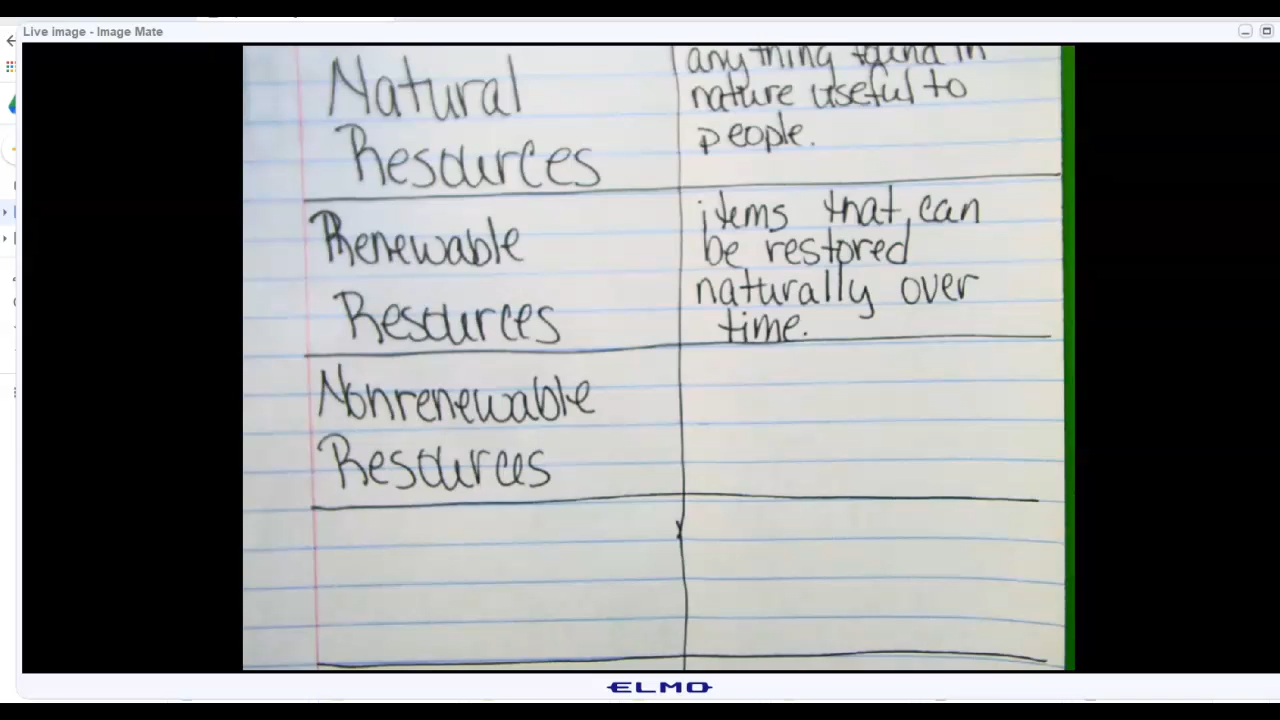 Live image - Image Mate
Natural
Resources
anything found in
nature useful to
people.
Renewable
Resources
items that can
be restored
naturally over
time.
Nonrenewable
Resources
ELMO